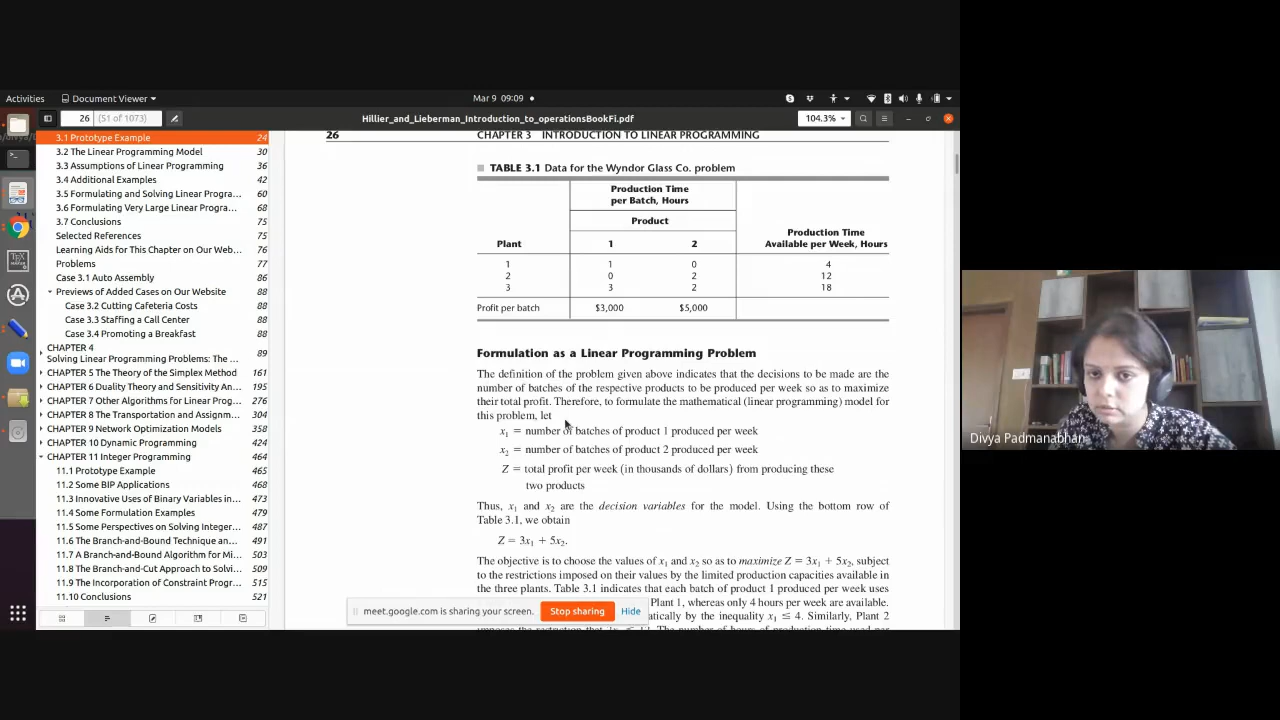 Activities Document Viewer Mar 9 09:09
26 (51 of 1073) Hillier_and_Lieberman_Introduction_to_operationsBookFi.pdf 104.3%
3.1 Prototype Example 24
3.2 The Linear Programming Model 30
3.3 Assumptions of Linear Programming 36
3.4 Additional Examples 42
3.5 Formulating and Solving Linear Progra... 60
3.6 Formulating Very Large Linear Progra... 68
3.7 Conclusions 75
Selected References 75
Learning Aids for This Chapter on Our Web... 76
Problems 77
Case 3.1 Auto Assembly 86
Previews of Added Cases on Our Website 88
Case 3.2 Cutting Cafeteria Costs 88
Case 3.3 Staffing a Call Center 88
Case 3.4 Promoting a Breakfast 88
CHAPTER 4
Solving Linear Programming Problems: The ... 89
CHAPTER 5 The Theory of the Simplex Method 161
CHAPTER 6 Duality Theory and Sensitivity An... 195
CHAPTER 7 Other Algorithms for Linear Prog... 276
CHAPTER 8 The Transportation and Assignm... 304
CHAPTER 9 Network Optimization Models 358
CHAPTER 10 Dynamic Programming 424
CHAPTER 11 Integer Programming 464
11.1 Prototype Example 465
11.2 Some BIP Applications 468
11.3 Innovative Uses of Binary Variables in... 473
11.4 Some Formulation Examples 479
11.5 Some Perspectives on Solving Integer... 487
11.6 The Branch-and-Bound Technique an... 491
11.7 A Branch-and-Bound Algorithm for Mi... 503
11.8 The Branch-and-Cut Approach to Solvi... 509
11.9 The Incorporation of Constraint Progr... 515
11.10 Conclusions 521
26 CHAPTER 3 INTRODUCTION TO LINEAR PROGRAMMING
TABLE 3.1 Data for the Wyndor Glass Co. problem
Production Time
per Batch, Hours
Product
Production Time
Plant 1 2 Available per Week, Hours
1 1 0 4
2 0 2 12
3 3 2 18
Profit per batch $3,000 $5,000
Formulation as a Linear Programming Problem
The definition of the problem given above indicates that the decisions to be made are the
number of batches of the respective products to be produced per week so as to maximize
their total profit. Therefore, to formulate the mathematical (linear programming) model for
this problem, let
x₁ = number of batches of product 1 produced per week
x₂ = number of batches of product 2 produced per week
Z = total profit per week (in thousands of dollars) from producing these
two products
Thus, x₁ and x₂ are the decision variables for the model. Using the bottom row of
Table 3.1, we obtain
Z = 3x₁ + 5x₂.
The objective is to choose the values of x₁ and x₂ so as to maximize Z = 3x₁ + 5x₂, subject
to the restrictions imposed on their values by the limited production capacities available in
the three plants. Table 3.1 indicates that each batch of product 1 produced per week uses
Plant 1, whereas only 4 hours per week are available.
atically by the inequality x₁ ≤ 4. Similarly, Plant 2
meet.google.com is sharing your screen. Stop sharing Hide
Divya Padmanabhan